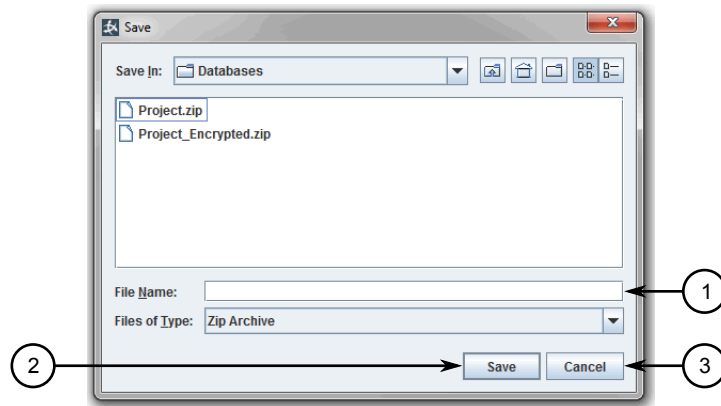 Save
Save In: Databases
Project.zip
Project_Encrypted.zip
File Name:
1
Files of Type: Zip Archive
2
Save Cancel
3